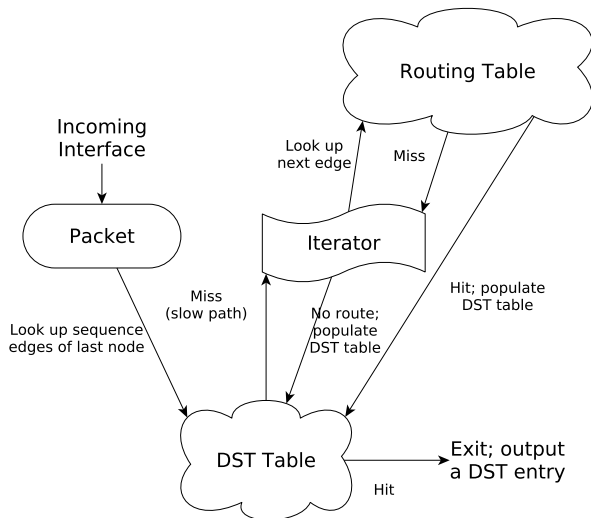 Routing Table
Incoming
Interface
Look up
next edge
Miss
Packet
Iterator
Hit; populate
DST table
Miss
(slow path)
No route;
populate
DST table
Look up sequence
edges of last node
DST Table
Exit; output
a DST entry
Hit